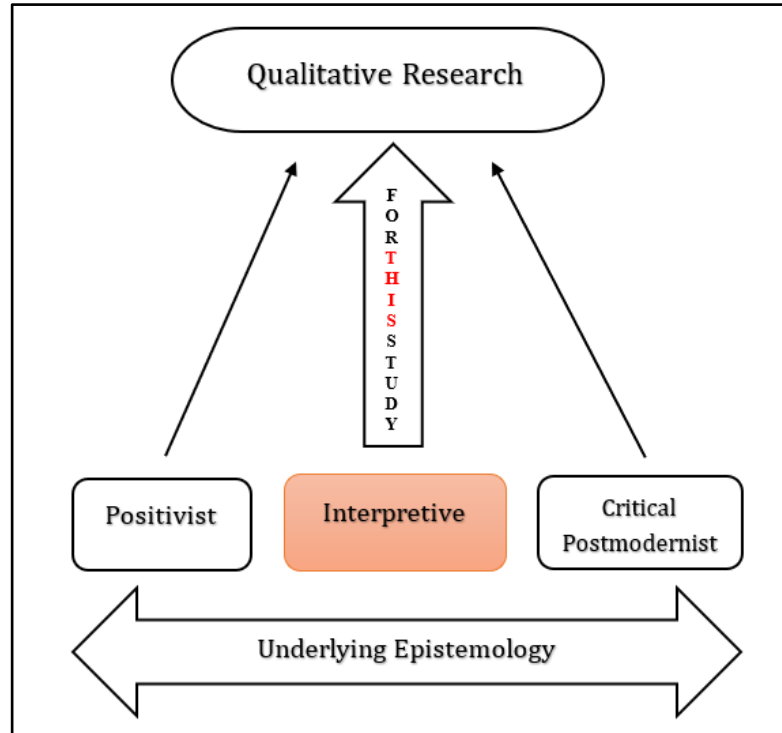 Qualitative Research
F
O
R
T
H
I
S
S
T
U
D
Y
Positivist
Interpretive
Critical
Postmodernist
Underlying Epistemology